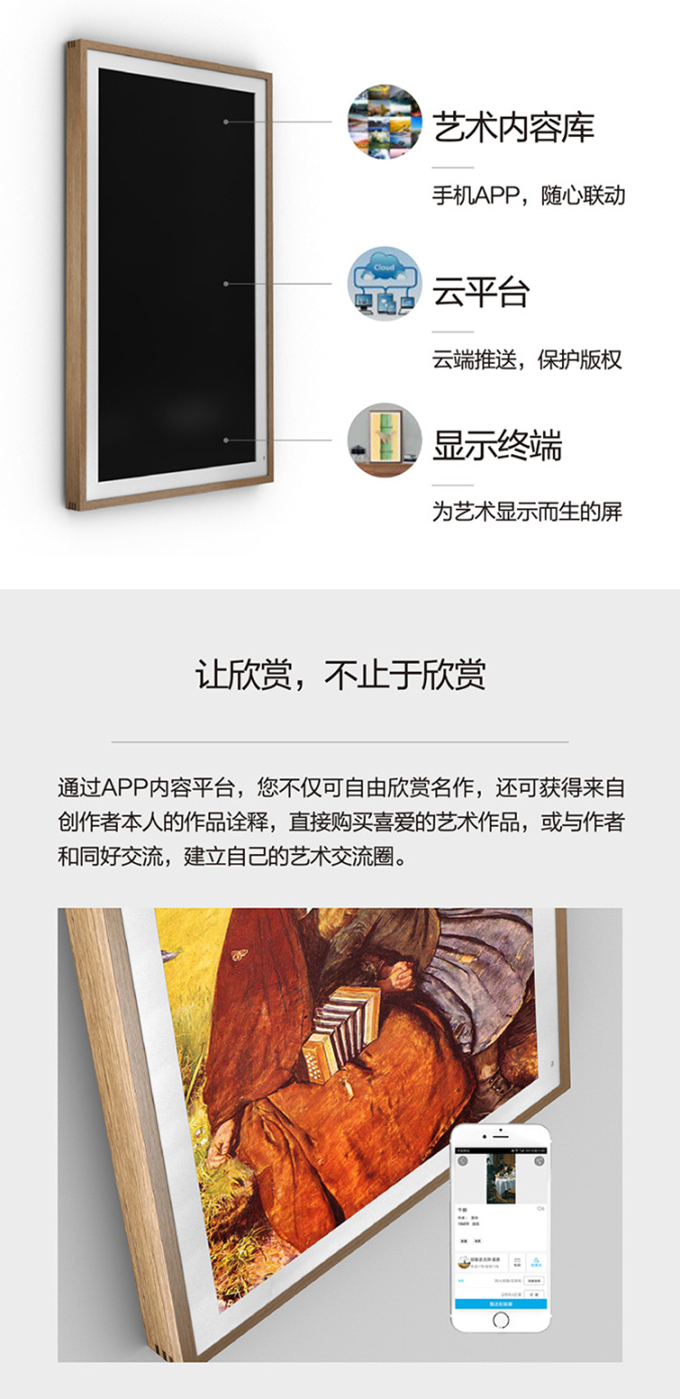 艺术内容库
手机APP，随心联动
Cloud
云平台
云端推送，保护版权
显示终端
为艺术显示而生的屏
让欣赏，不止于欣赏
通过APP内容平台，您不仅可自由欣赏名作，还可获得来自
创作者本人的作品诠释，直接购买喜爱的艺术作品，或与作者
和同好交流，建立自己的艺术交流圈。